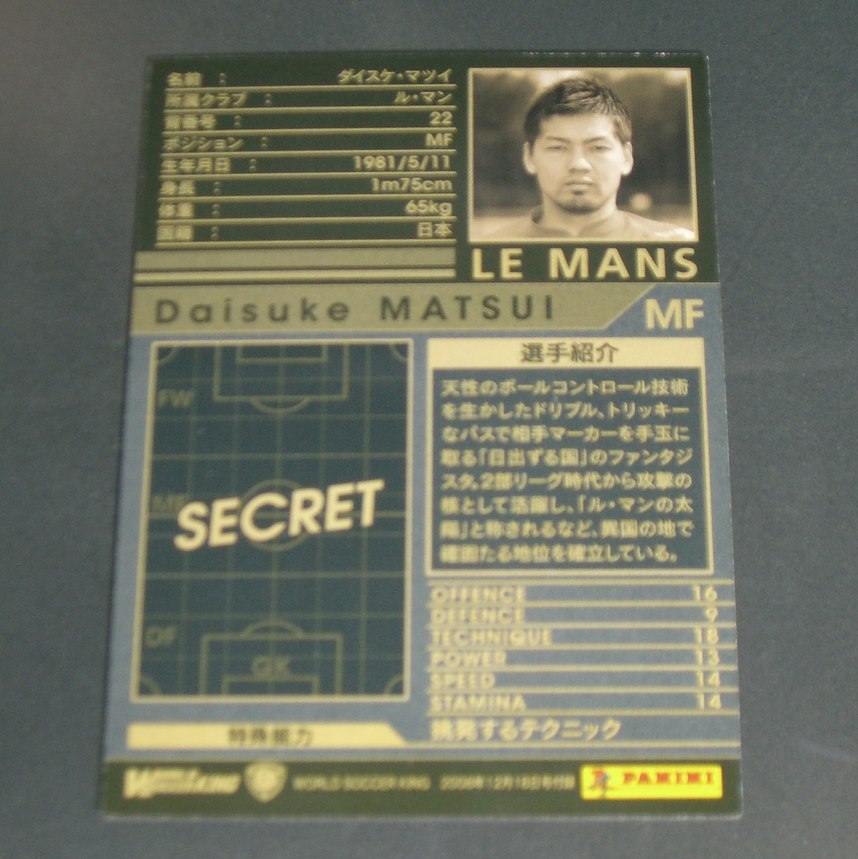 名前 : ダイスケ・マツイ
所属クラブ : ル・マン
背番号 : 22
ポジション : MF
生年月日 : 1981/5/11
身長 : 1m75cm
体重 : 65kg
国籍 : 日本
LE MANS
Daisuke MATSUI MF
FW
MF
DF
GK
SECRET
選手紹介
天性のボールコントロール技術
を生かしたドリブル、トリッキー
なパスで相手マーカーを手玉に
取る「日出ずる国」のファンタジ
スタ。2部リーグ時代から攻撃の
核として活躍し、「ル・マンの太
陽」と称されるなど、異国の地で
確固たる地位を確立している。
OFFENCE 16
DEFENCE 9
TECHNIQUE 18
POWER 13
SPEED 14
STAMINA 14
特殊能力 挑発するテクニック
WORLD SOCCER KING
PANINI